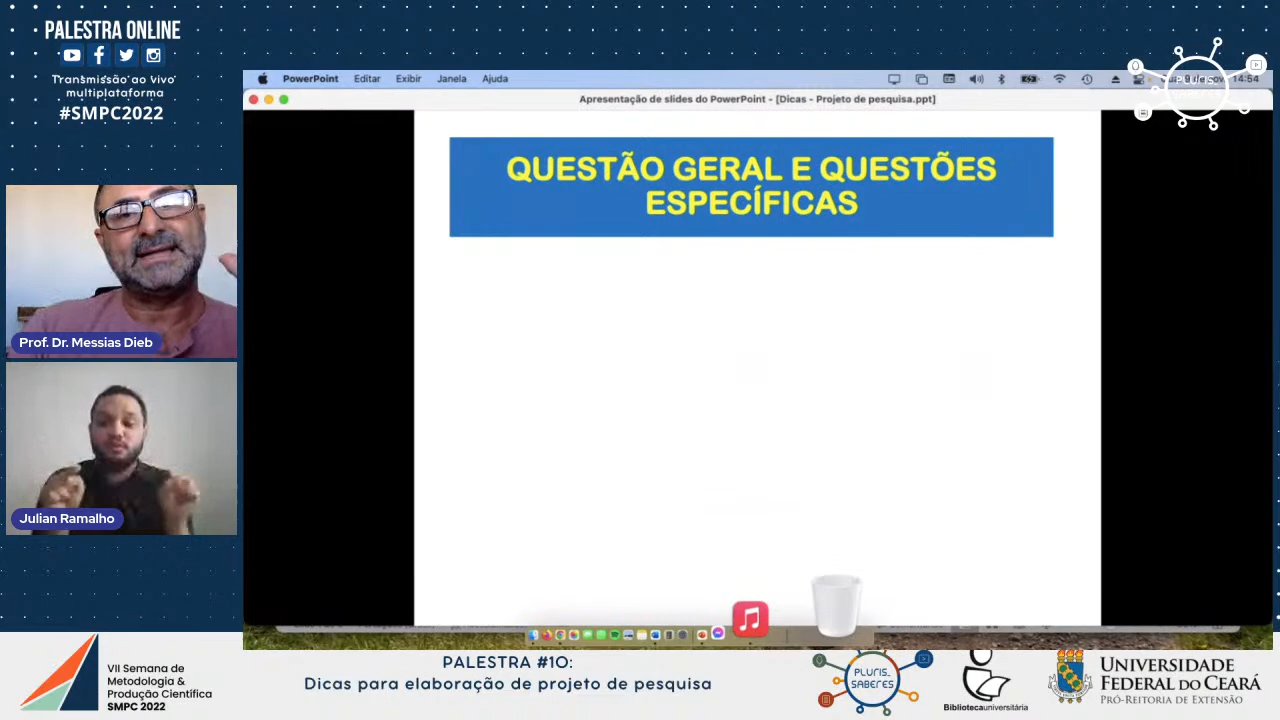 PALESTRA ONLINE
Transmissão ao vivo
multiplataforma
#SMPC2022
PowerPoint Editar Exibir Janela Ajuda
14:54
Apresentação de slides do PowerPoint - [Dicas - Projeto de pesquisa.ppt]
PLURIS_
QUESTÃO GERAL E QUESTÕES
ESPECÍFICAS
Prof. Dr. Messias Dieb
Julian Ramalho
VII Semana de
Metodologia &
Produção Científica
SMPC 2022
PALESTRA #10:
Dicas para elaboração de projeto de pesquisa
PLURIS_
SABERES
Bibliotecauniversitária
UNIVERSIDADE
FEDERAL DO CEARÁ
PRÓ-REITORIA DE EXTENSÃO